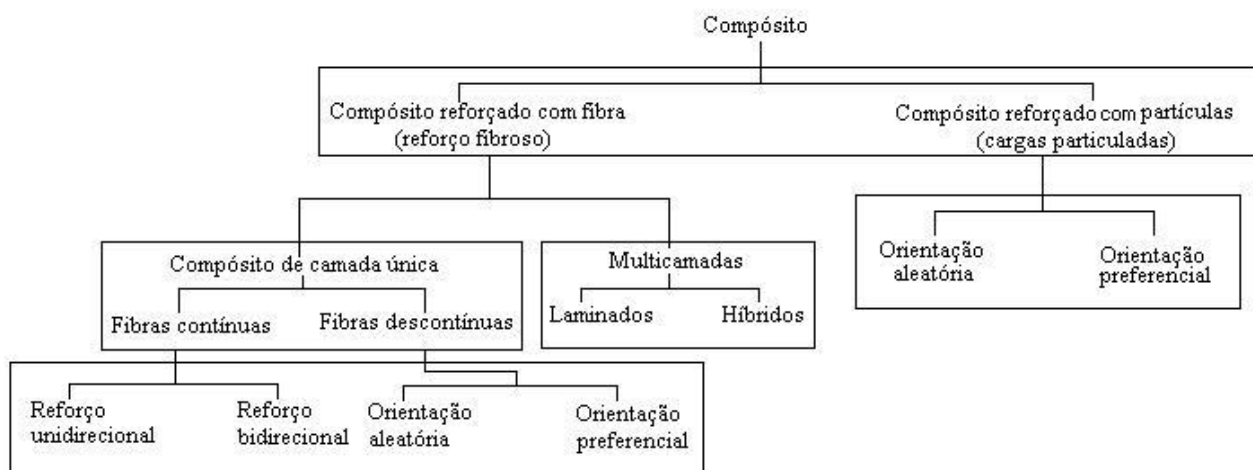 Compósito
Compósito reforçado com fibra
(reforço fibroso)
Compósito reforçado com partículas
(cargas particuladas)
Compósito de camada única
Fibras contínuas
Fibras descontínuas
Multicamadas
Laminados
Híbridos
Orientação
aleatória
Orientação
preferencial
Reforço
unidirecional
Reforço
bidirecional
Orientação
aleatória
Orientação
preferencial